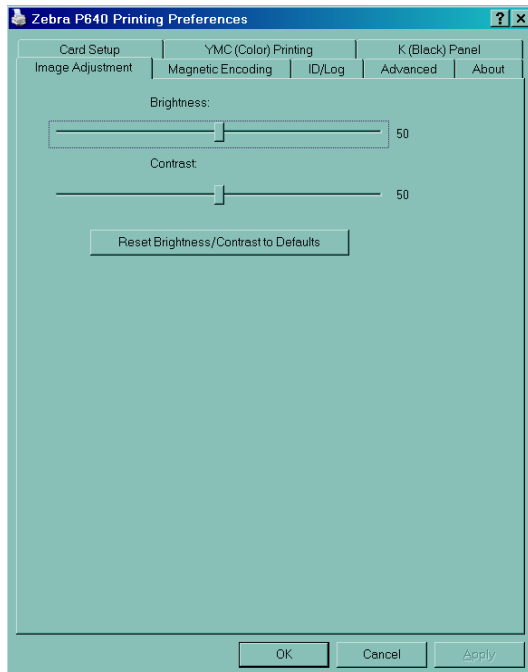 Zebra P640 Printing Preferences
Card Setup YMC (Color) Printing K (Black) Panel
Image Adjustment Magnetic Encoding ID/Log Advanced About
Brightness:
50
Contrast:
50
Reset Brightness/Contrast to Defaults
OK Cancel Apply